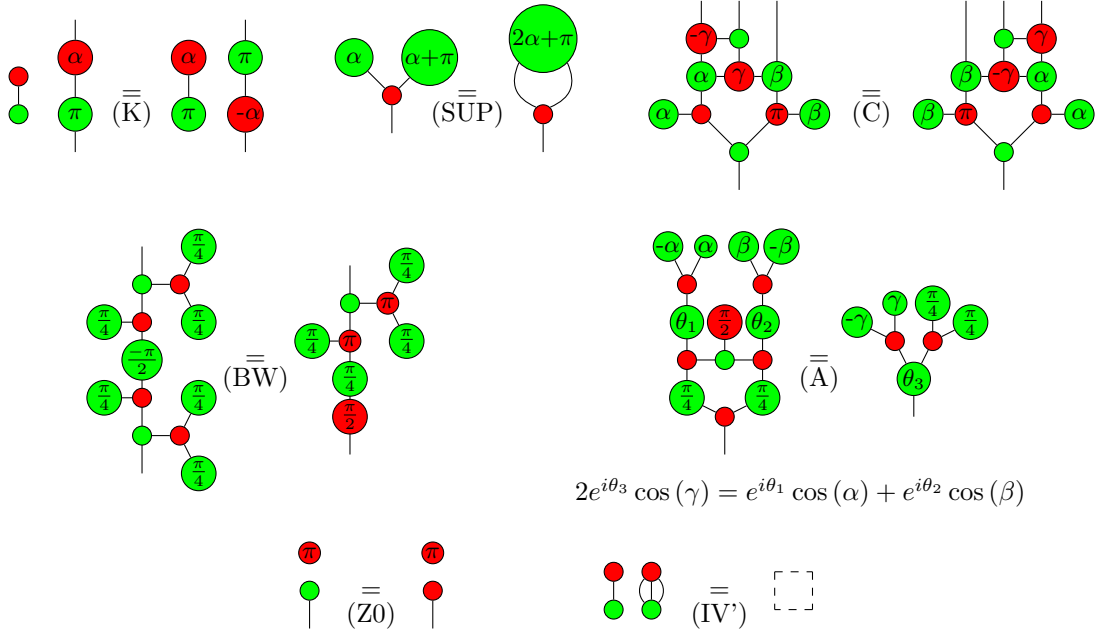 α π = (K) α π π -α
α α+π = (SUP) 2α+π
-γ α γ β α π β = (C) γ β -γ α β π α
π/4 π/4 π/4 -π/2 π/4 π/4 π/4 = (BW) π/4 π π/4 π π/4 π/4 π/2
-α α β -β θ₁ π/2 θ₂ π/4 π/4 = (A) -γ γ π/4 π/4 θ₃
2e^{iθ₃} cos (γ) = e^{iθ₁} cos (α) + e^{iθ₂} cos (β)
π = (Z0) π
= (IV')